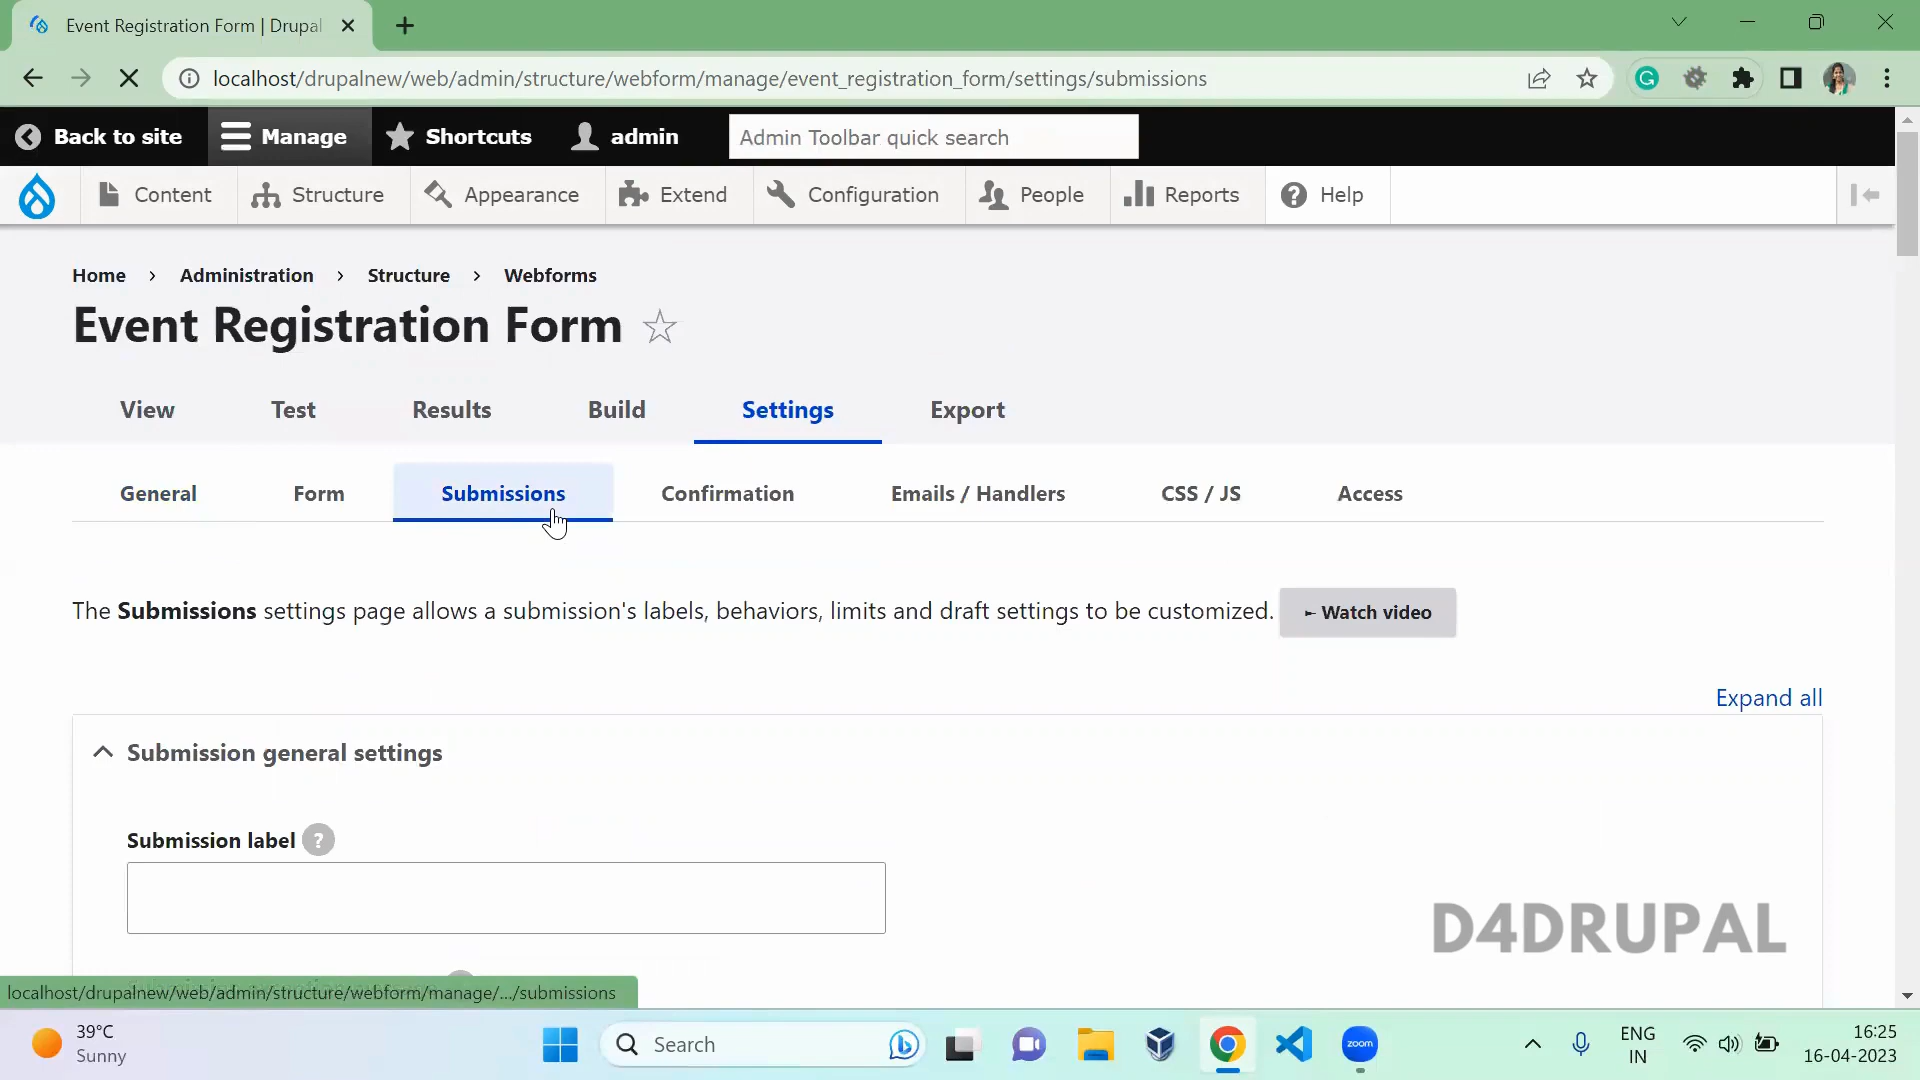 Event Registration Form | Drupal
localhost/drupalnew/web/admin/structure/webform/manage/event_registration_form/settings/submissions
Back to site
Manage
Shortcuts
admin
Admin Toolbar quick search
Content
Structure
Appearance
Extend
Configuration
People
Reports
Help
Home > Administration > Structure > Webforms
Event Registration Form
View
Test
Results
Build
Settings
Export
General
Form
Submissions
Confirmation
Emails / Handlers
CSS / JS
Access
The Submissions settings page allows a submission's labels, behaviors, limits and draft settings to be customized.
Watch video
Expand all
Submission general settings
Submission label ?
D4DRUPAL
localhost/drupalnew/web/admin/structure/webform/manage/.../submissions
39°C
Sunny
Search
zoom
ENG
IN
16:25
16-04-2023